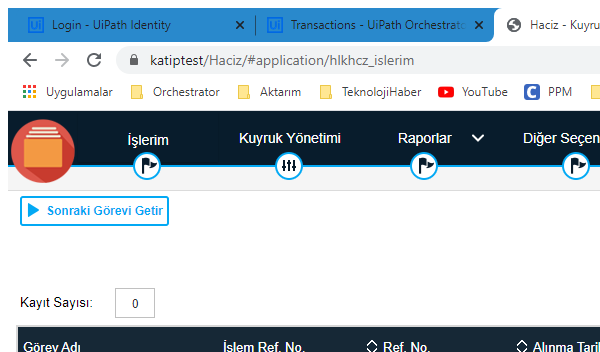 Login - UiPath Identity Transactions - UiPath Orchestrato Haciz - Kuyru
katiptest/Haciz/#application/hlkhcz_islerim
Uygulamalar Orchestrator Aktarım TeknolojiHaber YouTube C PPM
İşlerim Kuyruk Yönetimi Raporlar Diğer Seçen
Sonraki Görevi Getir
Kayıt Sayısı: 0
Görev Adı İşlem Ref. No. Ref. No. Alınma Tari